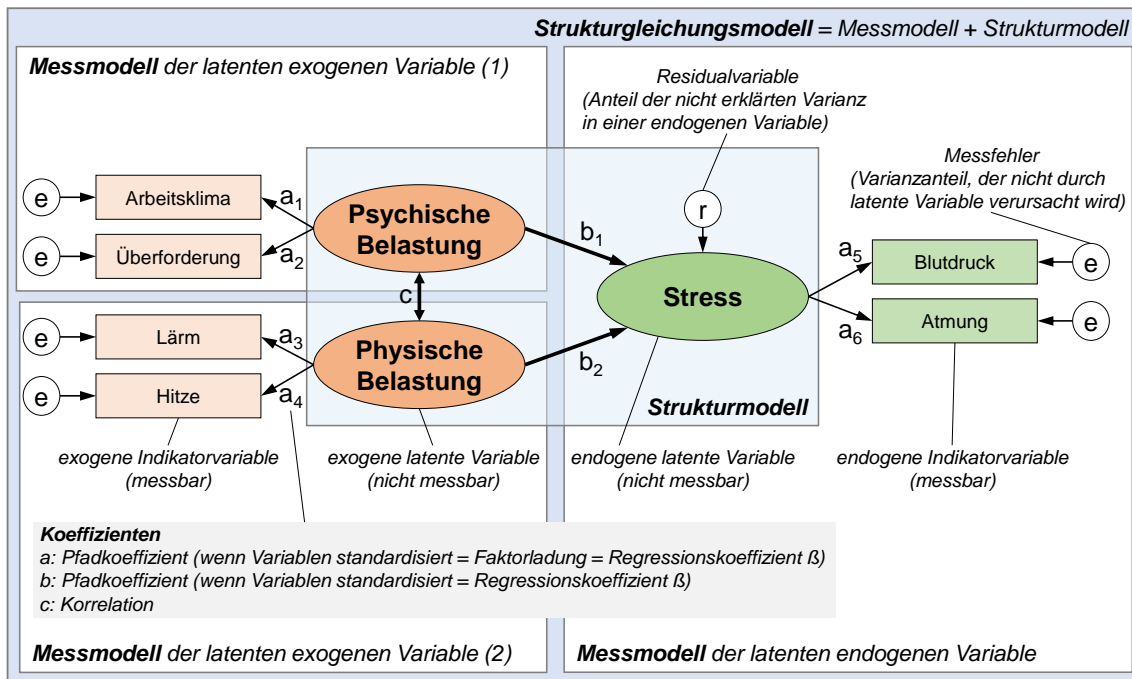 Strukturgleichungsmodell = Messmodell + Strukturmodell
Messmodell der latenten exogenen Variable (1)
Residualvariable
(Anteil der nicht erklärten Varianz
in einer endogenen Variable)
Messfehler
(Varianzanteil, der nicht durch
latente Variable verursacht wird)
e
Arbeitsklima
a1
e
Überforderung
a2
Psychische
Belastung
b1
r
c
Stress
a5
Blutdruck
e
a6
Atmung
e
e
Lärm
a3
e
Hitze
a4
Physische
Belastung
b2
Strukturmodell
exogene Indikatorvariable
(messbar)
exogene latente Variable
(nicht messbar)
endogene latente Variable
(nicht messbar)
endogene Indikatorvariable
(messbar)
Koeffizienten
a: Pfadkoeffizient (wenn Variablen standardisiert = Faktorladung = Regressionskoeffizient ß)
b: Pfadkoeffizient (wenn Variablen standardisiert = Regressionskoeffizient ß)
c: Korrelation
Messmodell der latenten exogenen Variable (2)
Messmodell der latenten endogenen Variable